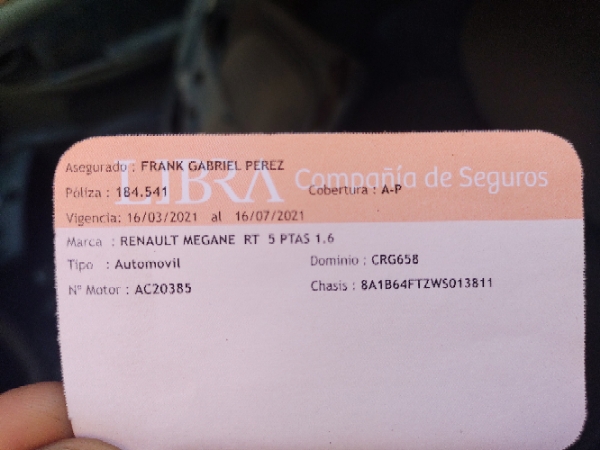 LIBRA Compañía de Seguros
Asegurado : FRANK GABRIEL PEREZ
Póliza : 184.541 Cobertura : A-P
Vigencia: 16/03/2021 al 16/07/2021
Marca : RENAULT MEGANE RT 5 PTAS 1.6
Tipo : Automovil Dominio : CRG658
Nº Motor : AC20385 Chasis : 8A1B64FTZWS013811